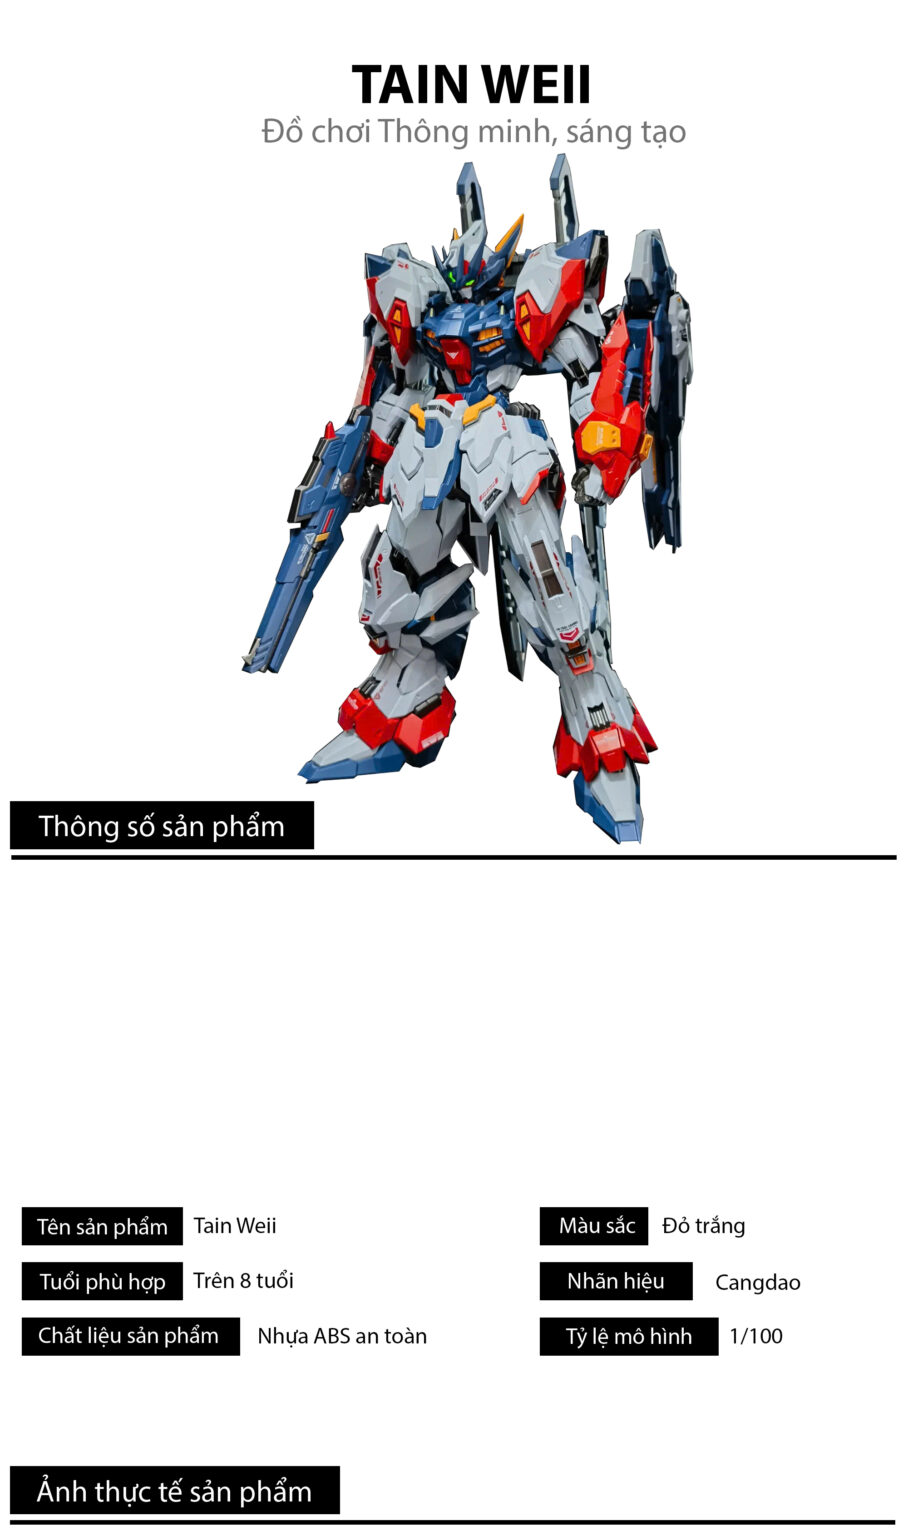 TAIN WEII
Đồ chơi Thông minh, sáng tạo
Thông số sản phẩm
Tên sản phẩm Tain Weii
Màu sắc Đỏ trắng
Tuổi phù hợp Trên 8 tuổi
Nhãn hiệu Cangdao
Chất liệu sản phẩm Nhựa ABS an toàn
Tỷ lệ mô hình 1/100
Ảnh thực tế sản phẩm